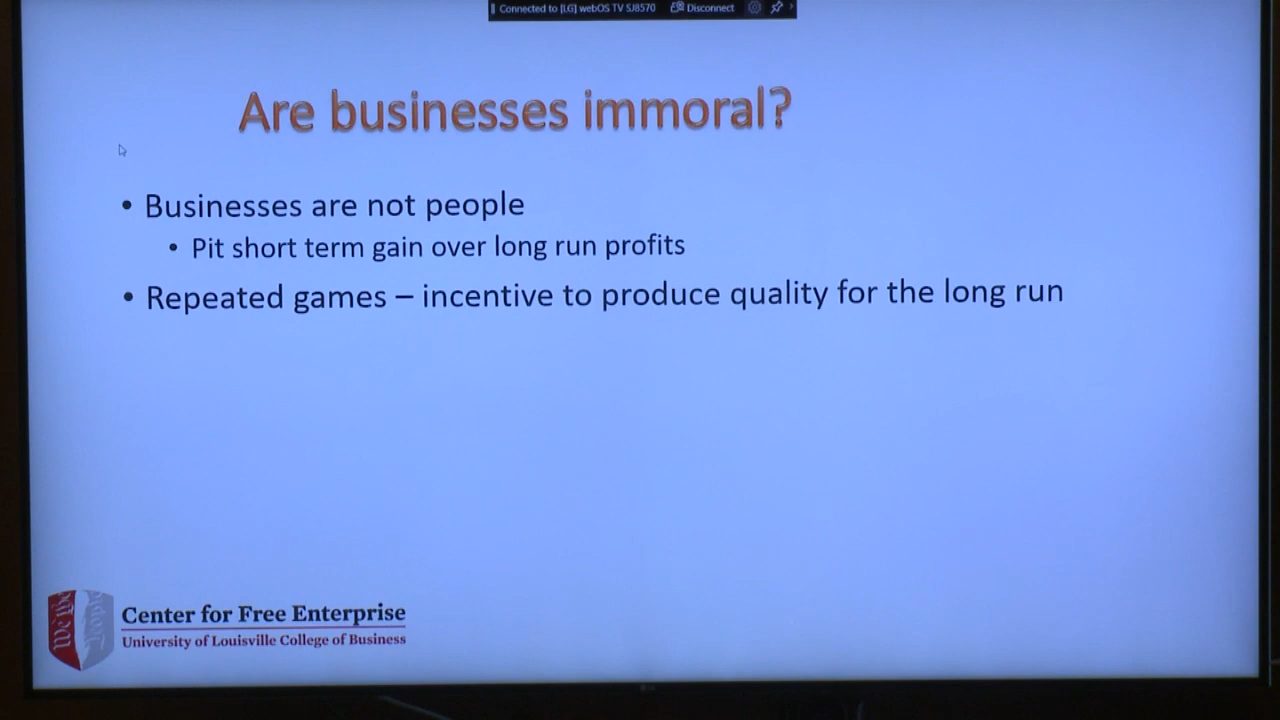 Connected to [LG] webOS TV SJ8570 Disconnect
Are businesses immoral?
• Businesses are not people
• Pit short term gain over long run profits
• Repeated games – incentive to produce quality for the long run
We the
Center for Free Enterprise
University of Louisville College of Business